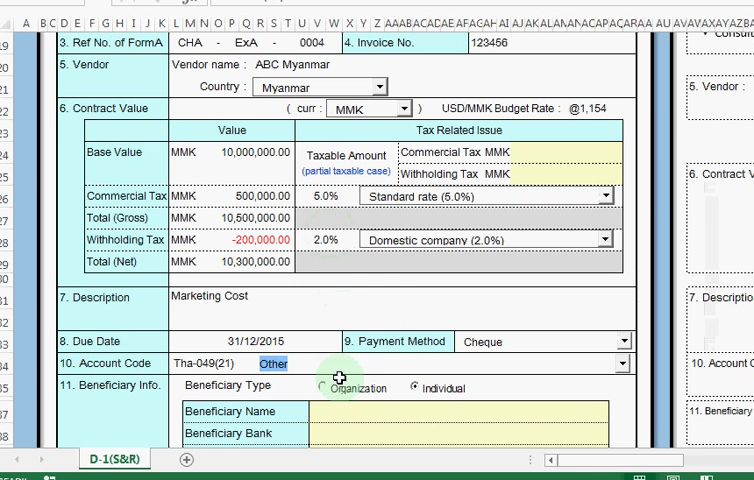 3. Ref No. of FormA CHA - ExA - 0004 4. Invoice No. 123456
5. Vendor Vendor name : ABC Myanmar
Country : Myanmar
6. Contract Value ( curr : MMK ) USD/MMK Budget Rate : @1,154
Value Tax Related Issue
Base Value MMK 10,000,000.00 Taxable Amount Commercial Tax MMK
(partial taxable case) Withholding Tax MMK
Commercial Tax MMK 500,000.00 5.0% Standard rate (5.0%)
Total (Gross) MMK 10,500,000.00
Withholding Tax MMK -200,000.00 2.0% Domestic company (2.0%)
Total (Net) MMK 10,300,000.00
7. Description Marketing Cost
8. Due Date 31/12/2015 9. Payment Method Cheque
10. Account Code Tha-049(21) Other
11. Beneficiary Info. Beneficiary Type Organization Individual
Beneficiary Name
Beneficiary Bank
5. Vendor :
6. Contract V
7. Descriptio
10. Account C
11. Beneficiary
D-1(S&R)